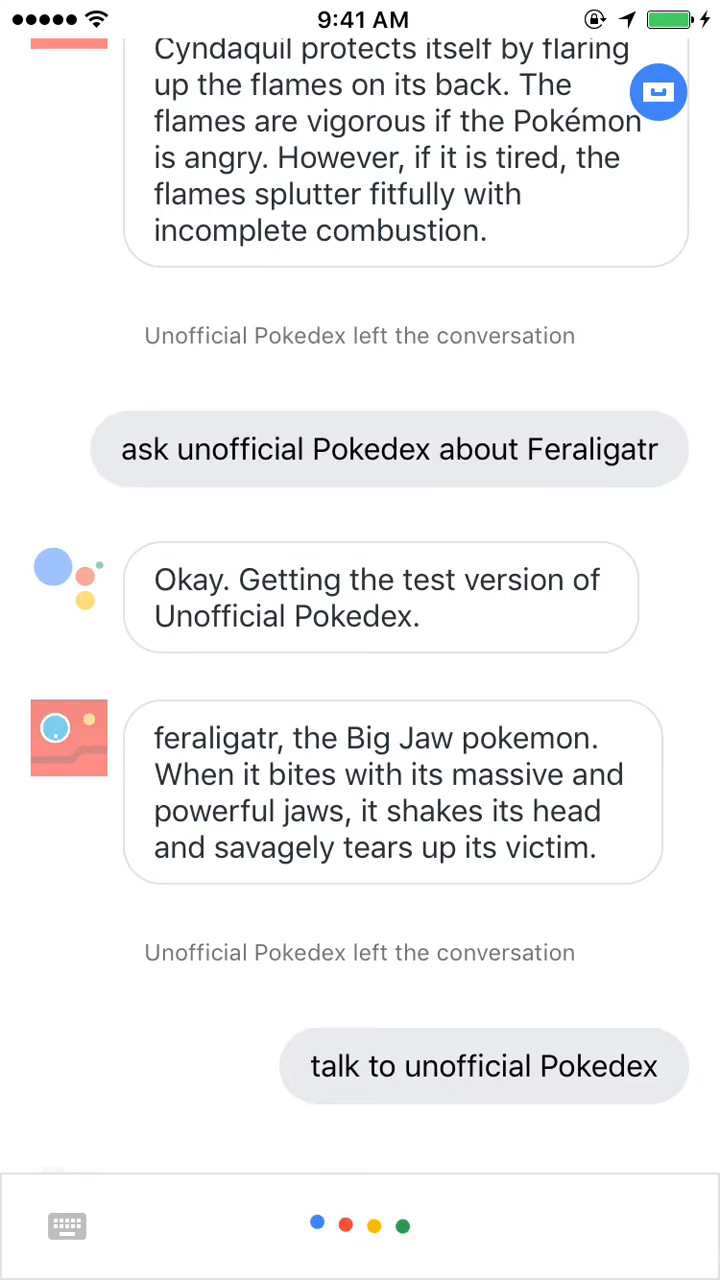 9:41 AM
Cyndaquil protects itself by flaring
up the flames on its back. The
flames are vigorous if the Pokémon
is angry. However, if it is tired, the
flames splutter fitfully with
incomplete combustion.
Unofficial Pokedex left the conversation
ask unofficial Pokedex about Feraligatr
Okay. Getting the test version of
Unofficial Pokedex.
feraligatr, the Big Jaw pokemon.
When it bites with its massive and
powerful jaws, it shakes its head
and savagely tears up its victim.
Unofficial Pokedex left the conversation
talk to unofficial Pokedex